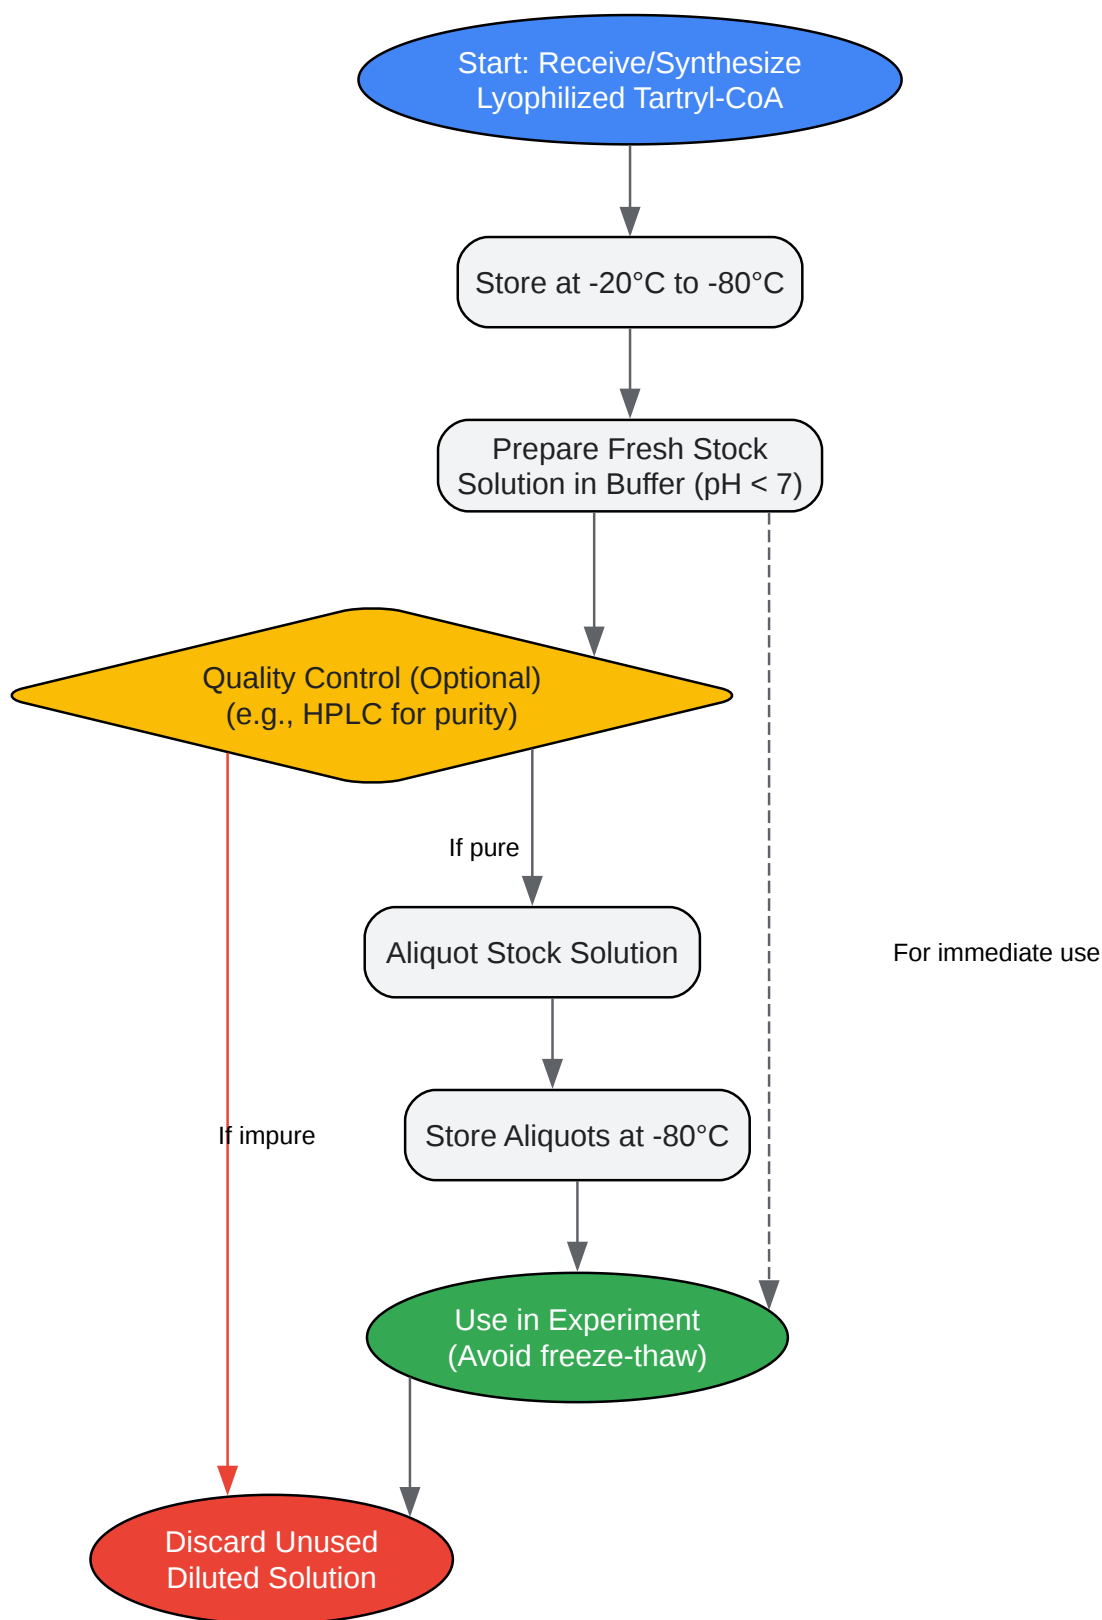 Start: Receive/Synthesize
Lyophilized Tartryl-CoA
Store at -20°C to -80°C
Prepare Fresh Stock
Solution in Buffer (pH < 7)
Quality Control (Optional)
(e.g., HPLC for purity)
If pure
Aliquot Stock Solution
For immediate use
If impure
Store Aliquots at -80°C
Use in Experiment
(Avoid freeze-thaw)
Discard Unused
Diluted Solution